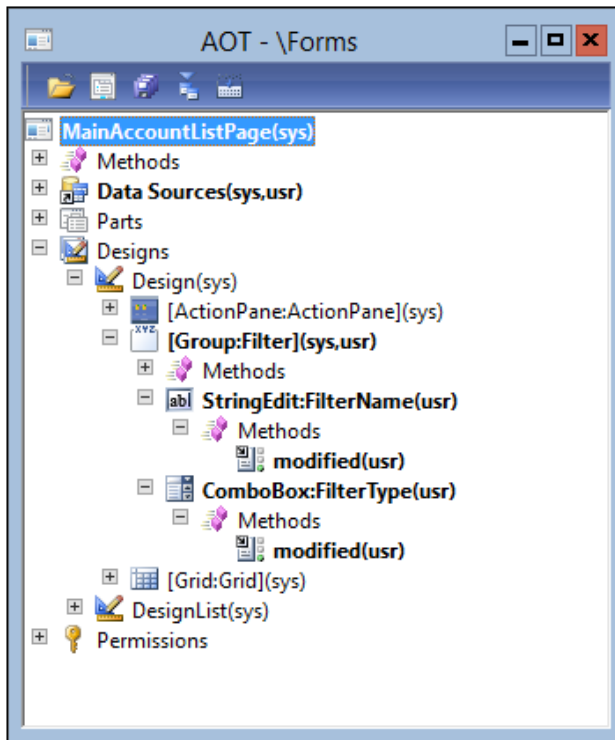 AOT - \Forms
MainAccountListPage(sys)
Methods
Data Sources(sys,usr)
Parts
Designs
Design(sys)
[ActionPane:ActionPane](sys)
XYZ
[Group:Filter](sys,usr)
Methods
abl StringEdit:FilterName(usr)
Methods
modified(usr)
ComboBox:FilterType(usr)
Methods
modified(usr)
[Grid:Grid](sys)
DesignList(sys)
Permissions